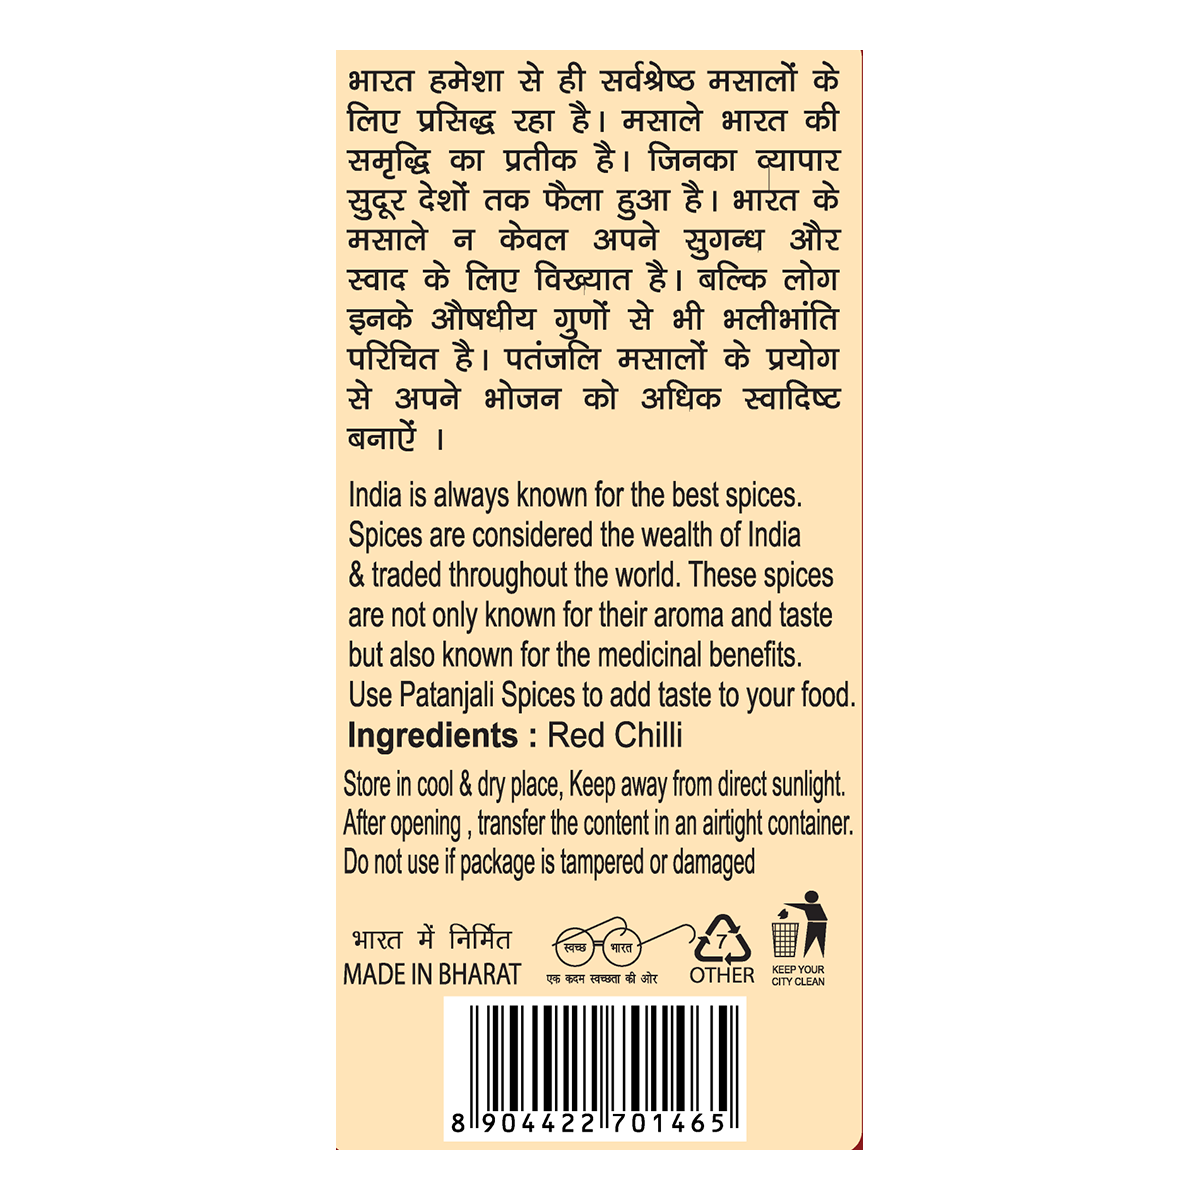 भारत हमेशा से ही सर्वश्रेष्ठ मसालों के
लिए प्रसिद्ध रहा है। मसाले भारत की
समृद्धि का प्रतीक है। जिनका व्यापार
सुदूर देशों तक फैला हुआ है। भारत के
मसाले न केवल अपने सुगन्ध और
स्वाद के लिए विख्यात है। बल्कि लोग
इनके औषधीय गुणों से भी भलीभांति
परिचित है। पतंजलि मसालों के प्रयोग
से अपने भोजन को अधिक स्वादिष्ट
बनाऐं ।
India is always known for the best spices.
Spices are considered the wealth of India
& traded throughout the world. These spices
are not only known for their aroma and taste
but also known for the medicinal benefits.
Use Patanjali Spices to add taste to your food.
Ingredients : Red Chilli
Store in cool & dry place, Keep away from direct sunlight.
After opening , transfer the content in an airtight container.
Do not use if package is tampered or damaged
भारत में निर्मित
MADE IN BHARAT
स्वच्छ भारत
एक कदम स्वच्छता की ओर
7
OTHER
KEEP YOUR
CITY CLEAN
8 904422 701465